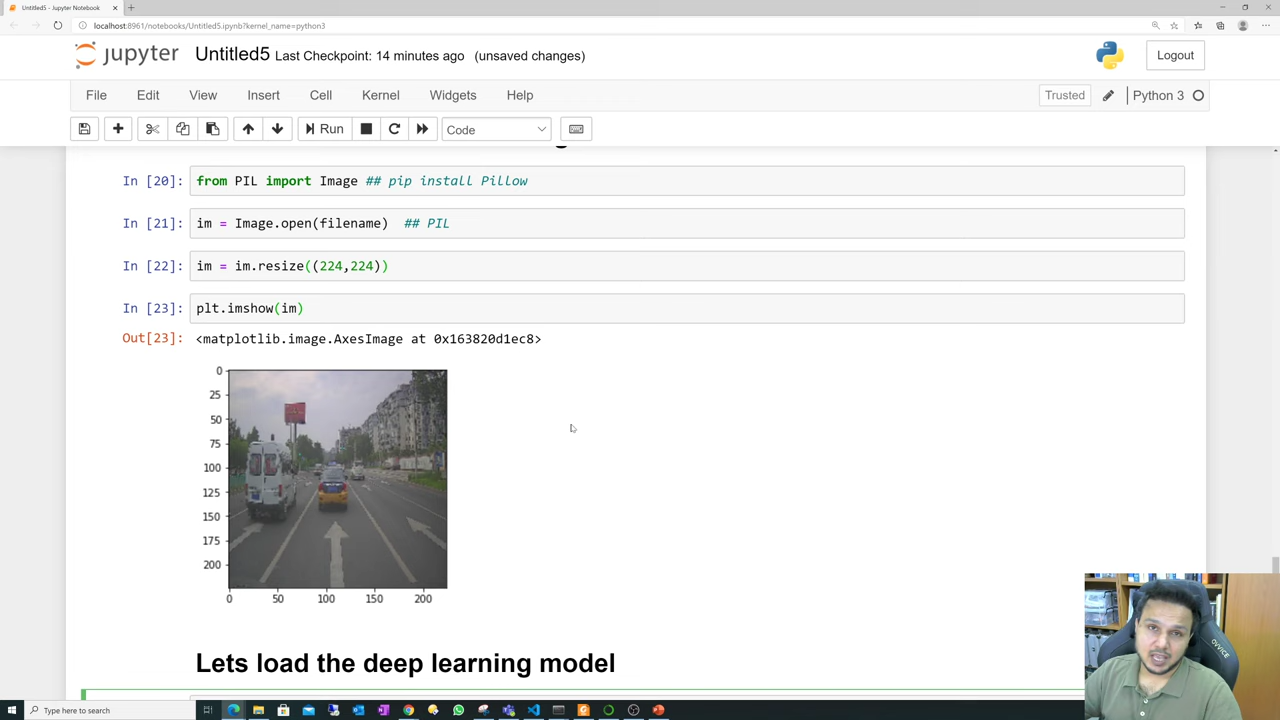 Untitled5 - Jupyter Notebook
localhost:8961/notebooks/Untitled5.ipynb?kernel_name=python3
jupyter Untitled5 Last Checkpoint: 14 minutes ago (unsaved changes) Logout
File Edit View Insert Cell Kernel Widgets Help Trusted Python 3
Run Code
In [20]: from PIL import Image ## pip install Pillow
In [21]: im = Image.open(filename) ## PIL
In [22]: im = im.resize((224,224))
In [23]: plt.imshow(im)
Out[23]: <matplotlib.image.AxesImage at 0x163820d1ec8>
0
25
50
75
100
125
150
175
200
0 50 100 150 200
Lets load the deep learning model
OVVICE
Type here to search